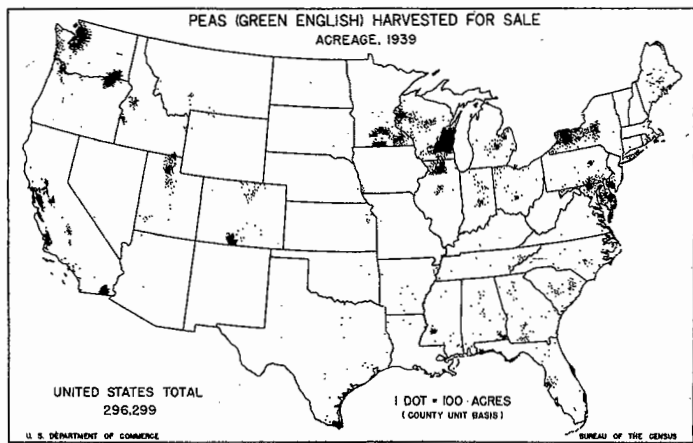 PEAS (GREEN ENGLISH) HARVESTED FOR SALE
ACREAGE, 1939
UNITED STATES TOTAL
296,299
1 DOT = 100 ACRES
(COUNTY UNIT BASIS)
U. S. DEPARTMENT OF COMMERCE
BUREAU OF THE CENSUS